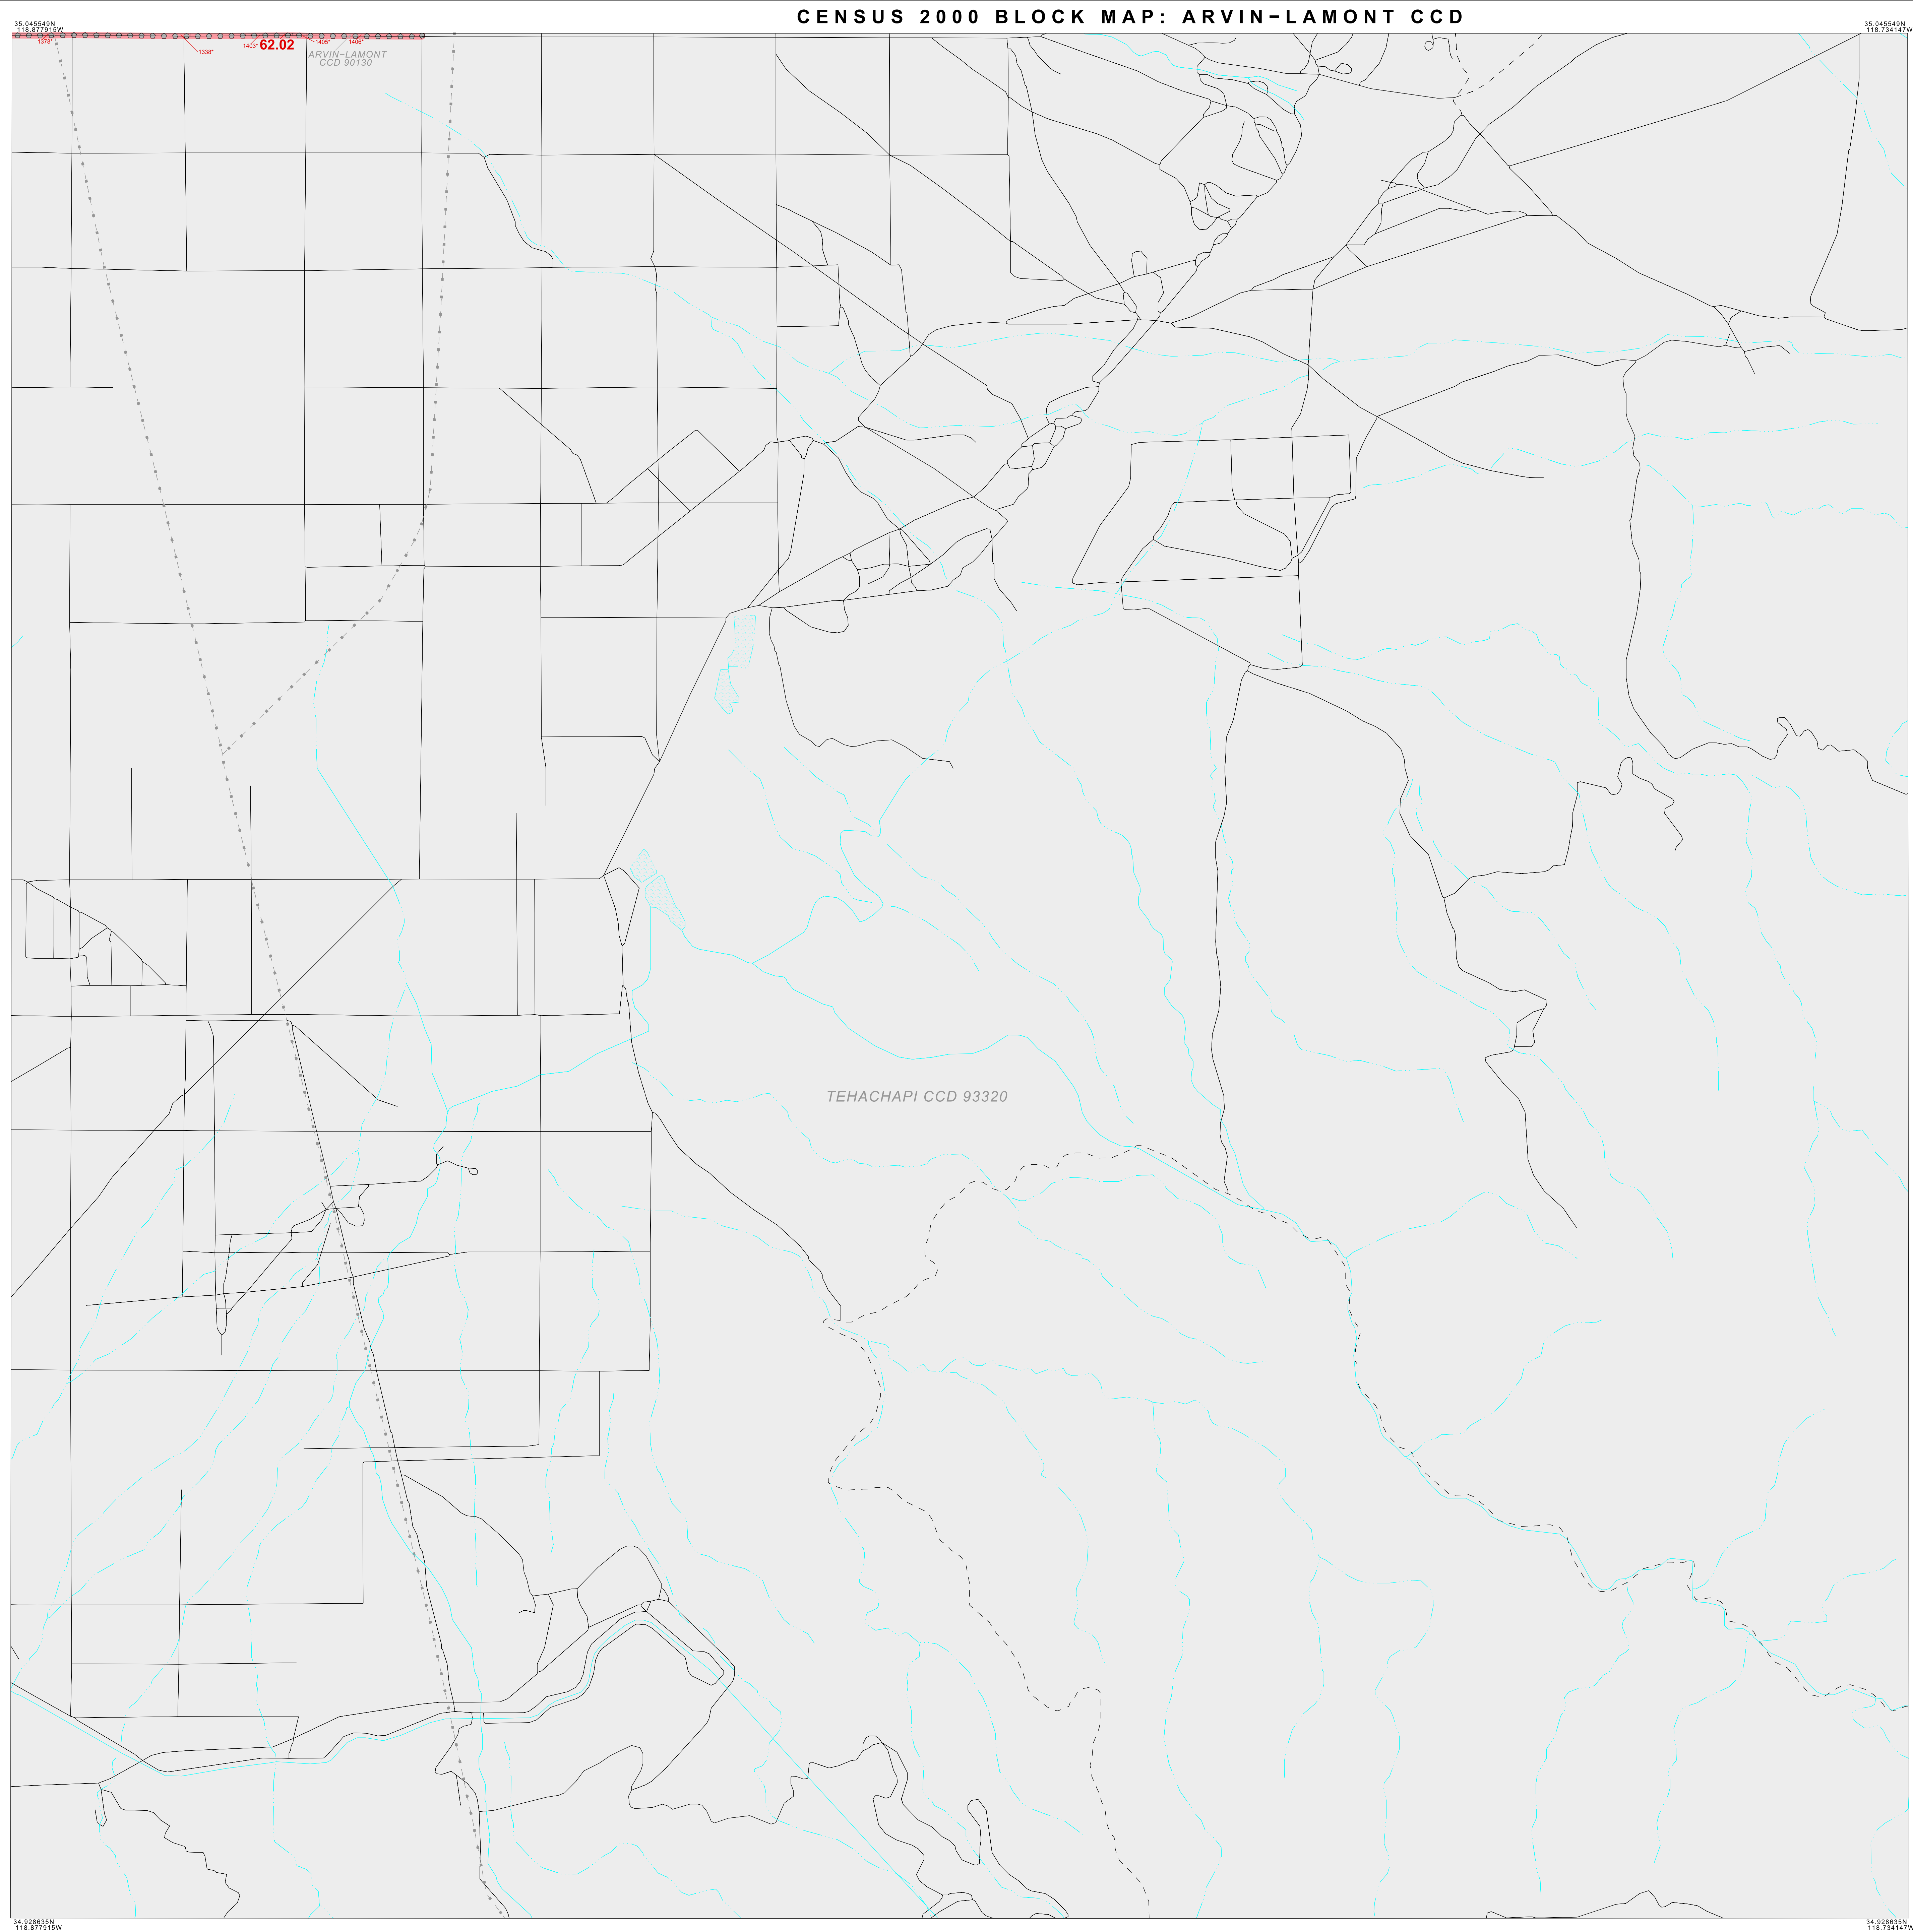 CENSUS 2000 BLOCK MAP: ARVIN-LAMONT CCD
35.045549N
118.877915W
35.045549N
118.734147W
1378*
1338*
1403*
62.02
1405*
1406*
ARVIN-LAMONT
CCD 90130
TEHACHAPI CCD 93320
34.928635N
118.877915W
34.928635N
118.734147W